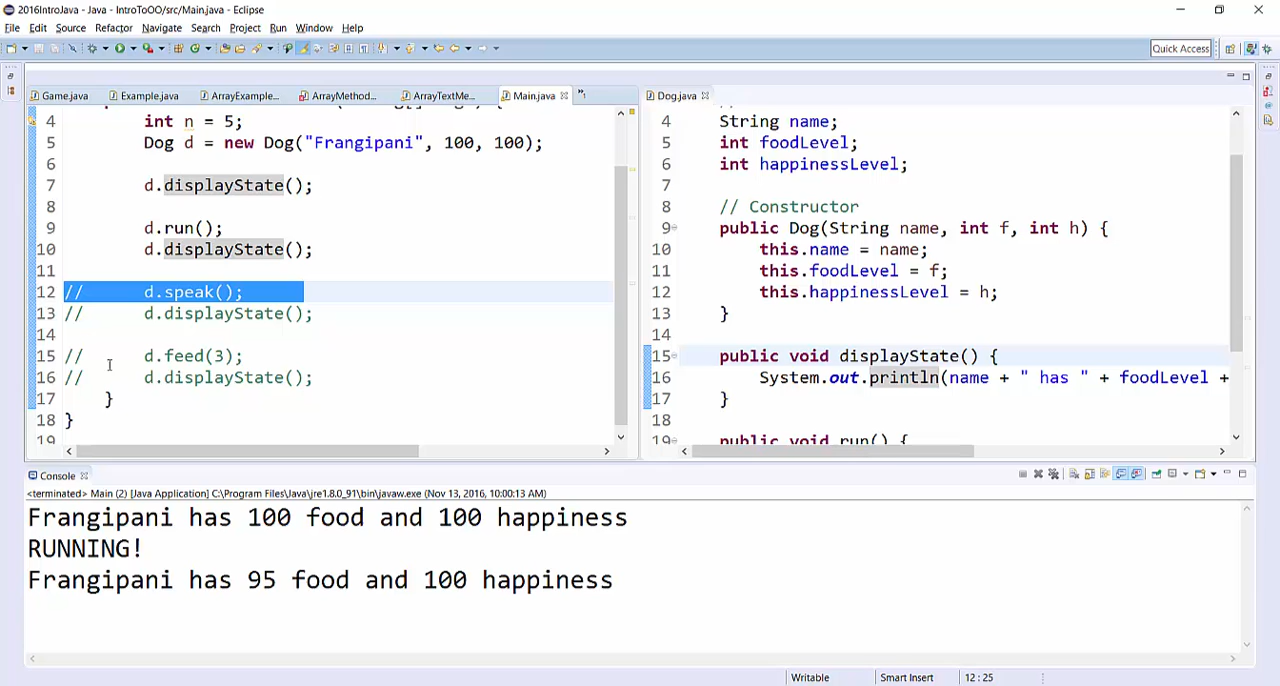 2016IntroJava - Java - IntroToOO/src/Main.java - Eclipse
File Edit Source Refactor Navigate Search Project Run Window Help
Quick Access
Game.java Example.java ArrayExample... ArrayMethod... ArrayTextMe... Main.java
4 int n = 5;
5 Dog d = new Dog("Frangipani", 100, 100);
6
7 d.displayState();
8
9 d.run();
10 d.displayState();
11
12 // d.speak();
13 // d.displayState();
14
15 // d.feed(3);
16 // d.displayState();
17 }
18 }
19
Dog.java
4 String name;
5 int foodLevel;
6 int happinessLevel;
7
8 // Constructor
9 public Dog(String name, int f, int h) {
10 this.name = name;
11 this.foodLevel = f;
12 this.happinessLevel = h;
13 }
14
15 public void displayState() {
16 System.out.println(name + " has " + foodLevel +
17 }
18
19 public void run() {
Console
<terminated> Main (2) [Java Application] C:\Program Files\Java\jre1.8.0_91\bin\javaw.exe (Nov 13, 2016, 10:00:13 AM)
Frangipani has 100 food and 100 happiness
RUNNING!
Frangipani has 95 food and 100 happiness
Writable Smart Insert 12 : 25